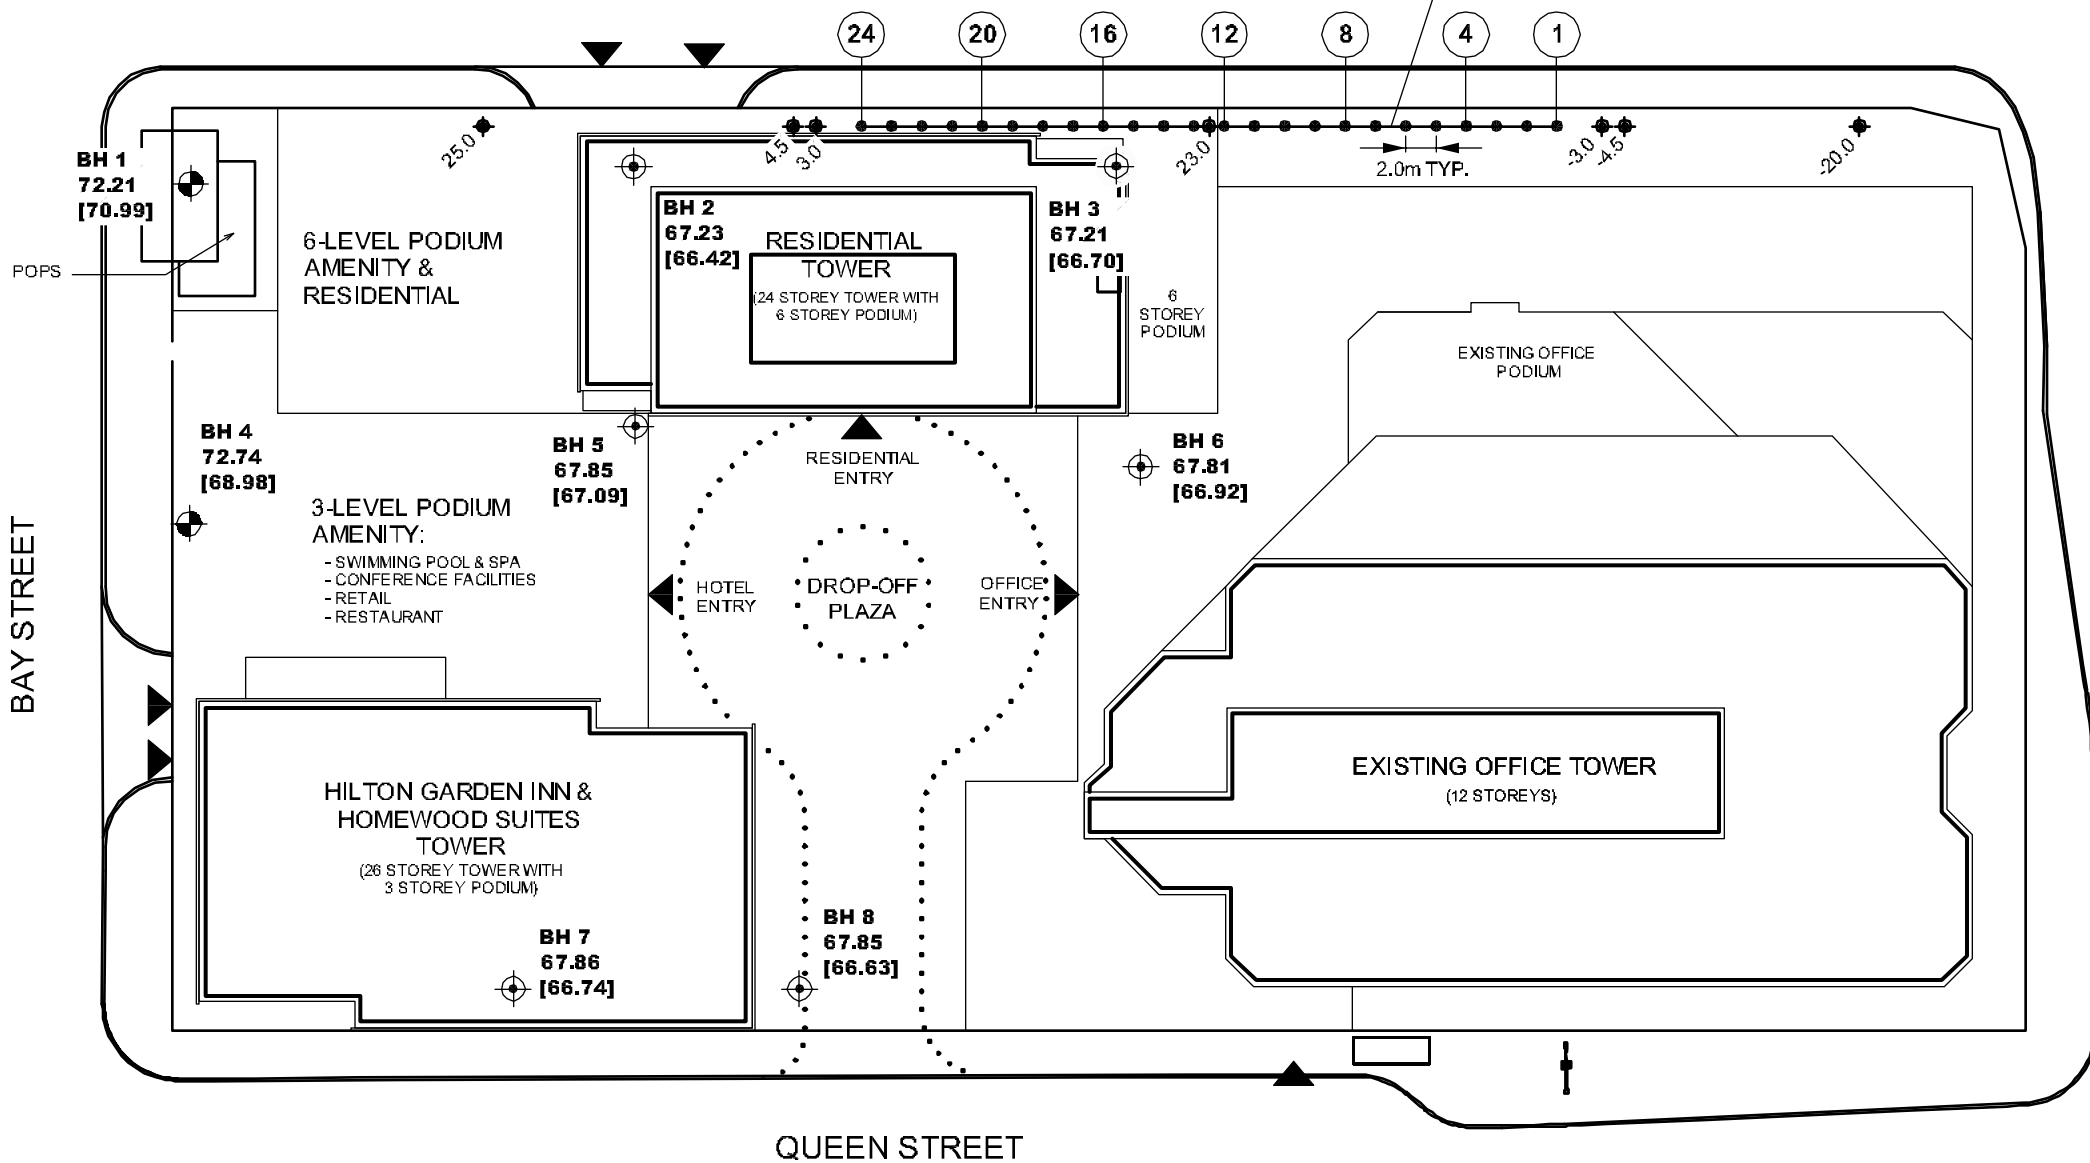 24
20
16
12
8
4
1
25.0
4.5
3.0
23.0
-3.0
-4.5
-20.0
2.0m TYP.
BH 1
72.21
[70.99]
POPS
6-LEVEL PODIUM
AMENITY &
RESIDENTIAL
BH 2
67.23
[66.42]
RESIDENTIAL
TOWER
(24 STOREY TOWER WITH
6 STOREY PODIUM)
BH 3
67.21
[66.70]
6
STOREY
PODIUM
EXISTING OFFICE
PODIUM
BH 4
72.74
[68.98]
BH 5
67.85
[67.09]
RESIDENTIAL
ENTRY
BH 6
67.81
[66.92]
3-LEVEL PODIUM
AMENITY:
- SWIMMING POOL & SPA
- CONFERENCE FACILITIES
- RETAIL
- RESTAURANT
HOTEL
ENTRY
DROP-OFF
PLAZA
OFFICE
ENTRY
BAY STREET
HILTON GARDEN INN &
HOMEWOOD SUITES
TOWER
(26 STOREY TOWER WITH
3 STOREY PODIUM)
EXISTING OFFICE TOWER
(12 STOREYS)
BH 7
67.86
[66.74]
BH 8
67.85
[66.63]
QUEEN STREET